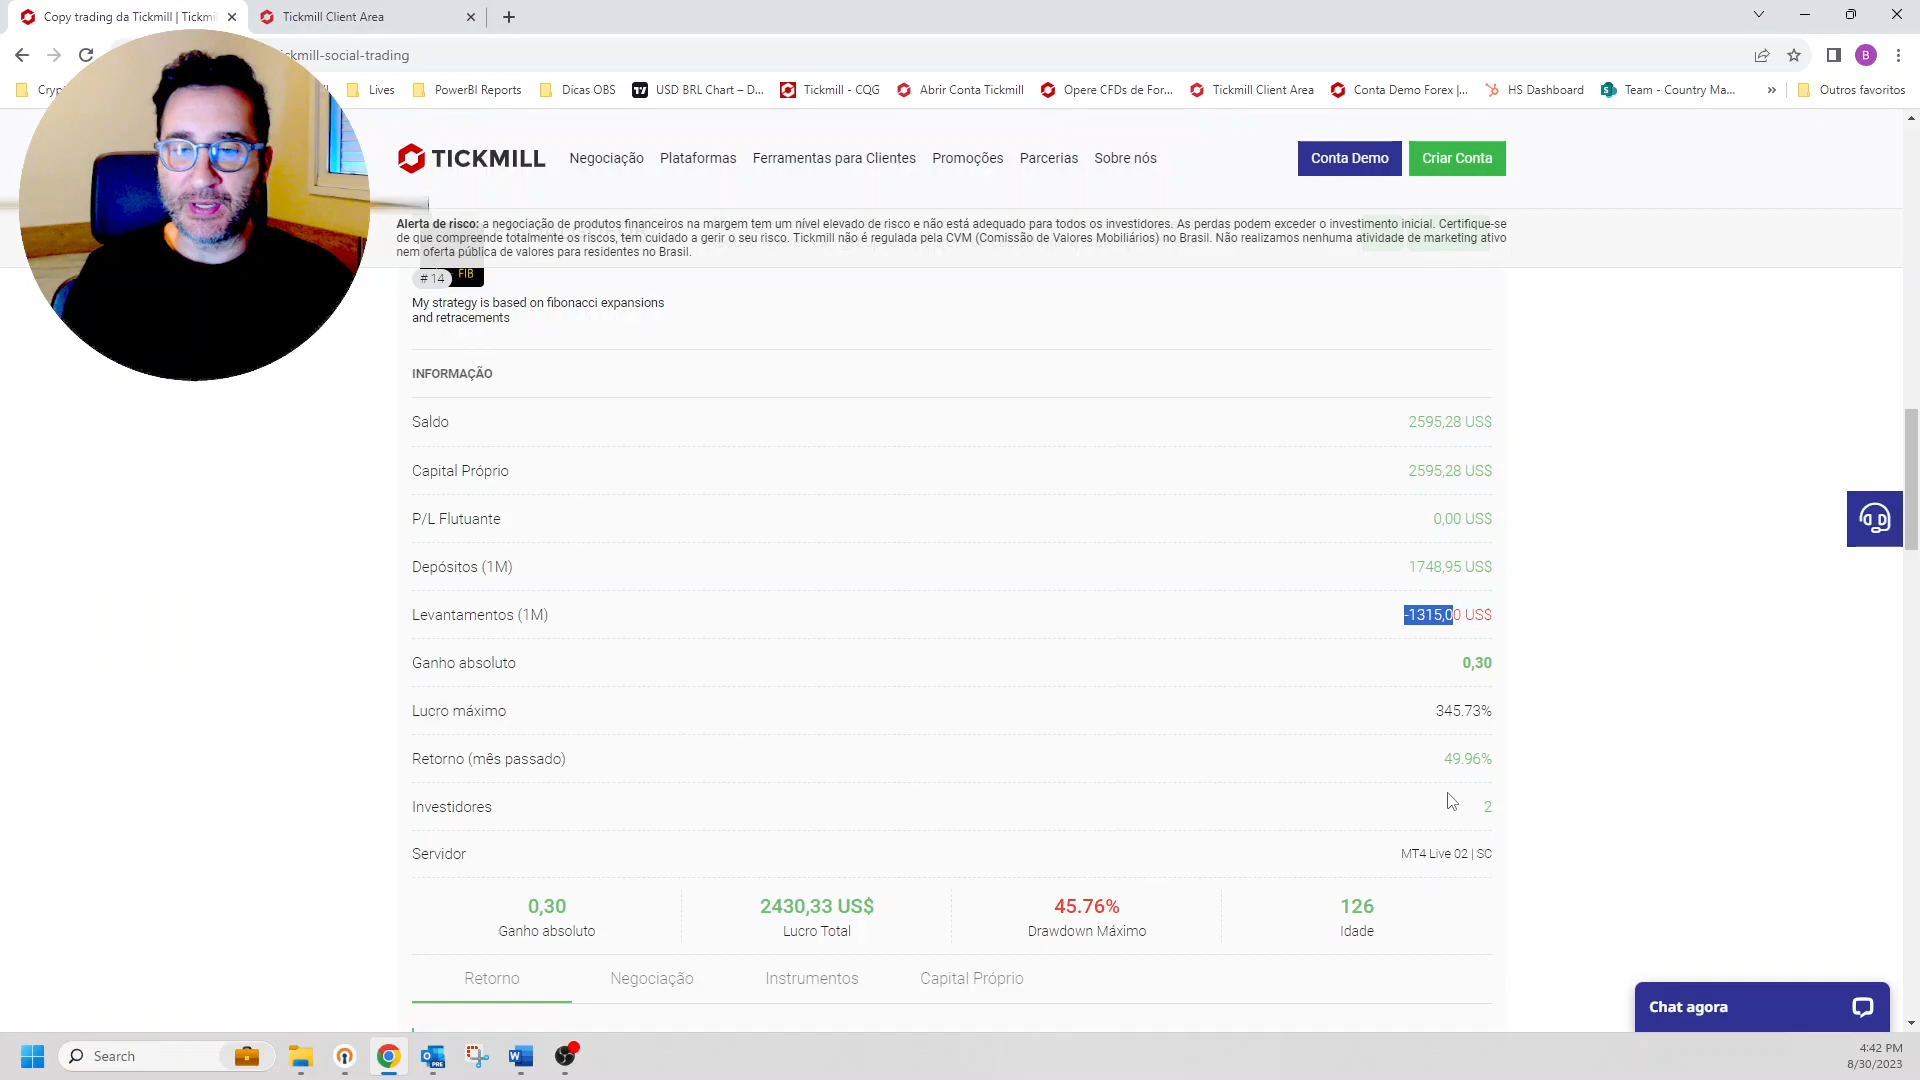 Copy trading da Tickmill | Tickmi
Tickmill Client Area
ckmill-social-trading
B
Cryp
Lives
PowerBI Reports
Dicas OBS
USD BRL Chart – D...
Tickmill - CQG
Abrir Conta Tickmill
Opere CFDs de For...
Tickmill Client Area
Conta Demo Forex |...
HS Dashboard
Team - Country Ma...
»
Outros favoritos
TICKMILL
Negociação
Plataformas
Ferramentas para Clientes
Promoções
Parcerias
Sobre nós
Conta Demo
Criar Conta
Alerta de risco: a negociação de produtos financeiros na margem tem um nível elevado de risco e não está adequado para todos os investidores. As perdas podem exceder o investimento inicial. Certifique-se
de que compreende totalmente os riscos, tem cuidado a gerir o seu risco. Tickmill não é regulada pela CVM (Comissão de Valores Mobiliários) no Brasil. Não realizamos nenhuma atividade de marketing ativo
nem oferta pública de valores para residentes no Brasil.
# 14
FIB
My strategy is based on fibonacci expansions
and retracements
INFORMAÇÃO
Saldo
2595,28 US$
Capital Próprio
2595,28 US$
P/L Flutuante
0,00 US$
Depósitos (1M)
1748,95 US$
Levantamentos (1M)
-1315,00 US$
Ganho absoluto
0,30
Lucro máximo
345.73%
Retorno (mês passado)
49.96%
Investidores
2
Servidor
MT4 Live 02 | SC
0,30
2430,33 US$
45.76%
126
Ganho absoluto
Lucro Total
Drawdown Máximo
Idade
Retorno
Negociação
Instrumentos
Capital Próprio
Chat agora
Search
4:42 PM
8/30/2023